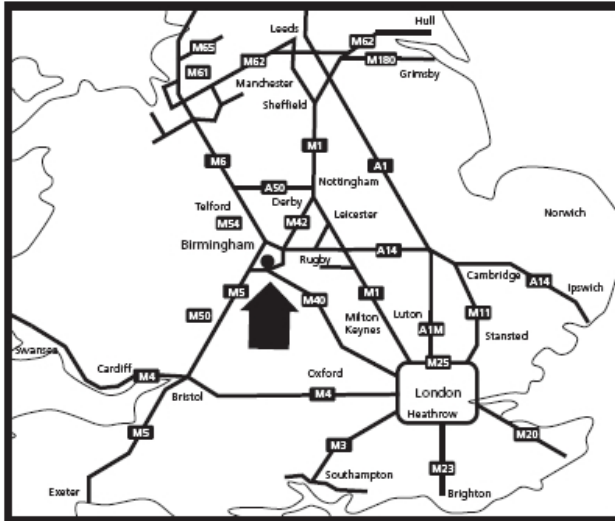 Hull
Leeds
M65
M62
M62
M61
M180
Manchester
Grimsby
Sheffield
M1
M6
A1
A50
Nottingham
Telford
Derby
Leicester
M54
M42
Norwich
Birmingham
Rugby
A14
Cambridge
A14
Ipswich
M5
M40
M1
M11
M50
Milton
Keynes
Luton
A1M
Stansted
Swansea
Cardiff
M4
Oxford
M25
Bristol
M4
London
Heathrow
M5
M3
M20
M23
Southampton
Exeter
Brighton